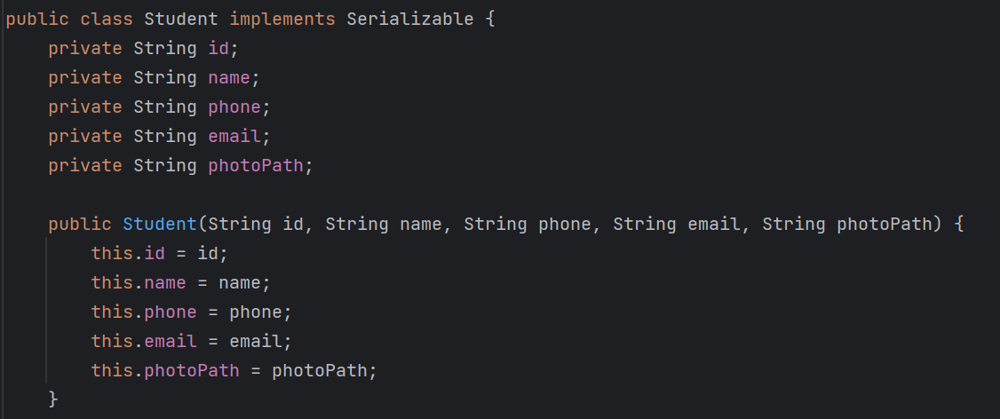 public class Student implements Serializable {
    private String id;
    private String name;
    private String phone;
    private String email;
    private String photoPath;

    public Student(String id, String name, String phone, String email, String photoPath) {
        this.id = id;
        this.name = name;
        this.phone = phone;
        this.email = email;
        this.photoPath = photoPath;
    }